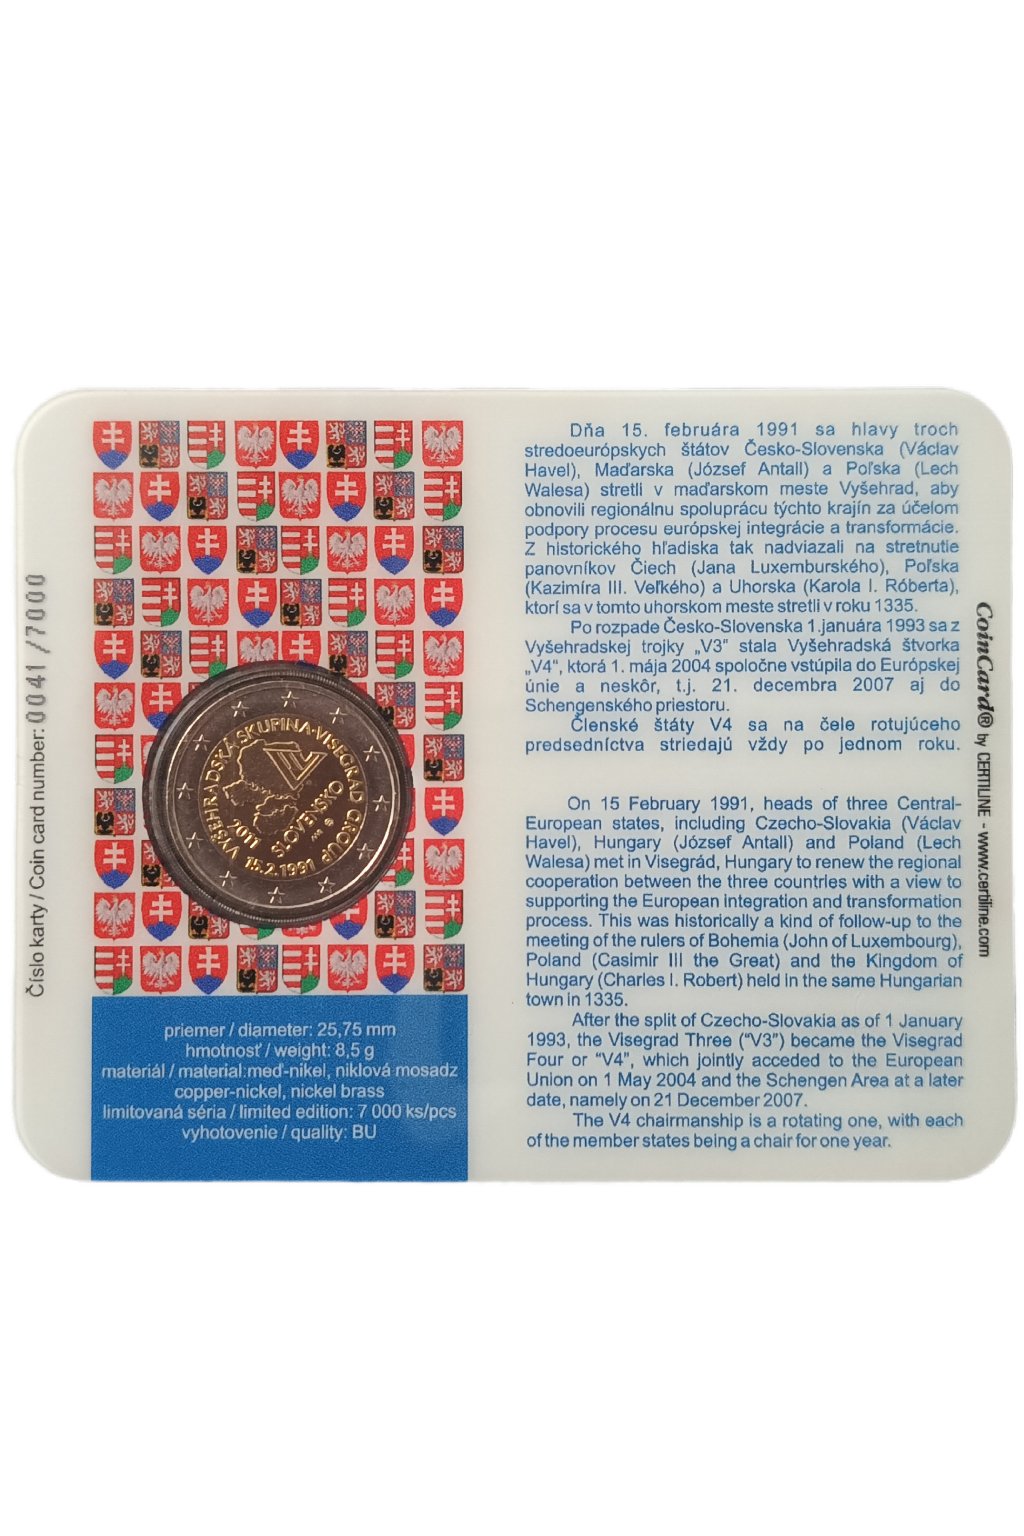 Číslo karty / Coin card number: 0041 /7000
VYŠEHRADSKÁ SKUPINA·VISEGRAD GROUP
2011 SLOVENSKO
15.2.1991
priemer / diameter: 25,75 mm
hmotnosť / weight: 8,5 g
materiál / material:meď-nikel, niklová mosadz
copper-nickel, nickel brass
limitovaná séria / limited edition: 7 000 ks/pcs
vyhotovenie / quality: BU
Dňa 15. februára 1991 sa hlavy troch
stredoeurópskych štátov Česko-Slovenska (Václav
Havel), Maďarska (József Antall) a Poľska (Lech
Walesa) stretli v maďarskom meste Vyšehrad, aby
obnovili regionálnu spoluprácu týchto krajín za účelom
podpory procesu európskej integrácie a transformácie.
Z historického hľadiska tak nadviazali na stretnutie
panovníkov Čiech (Jana Luxemburského), Poľska
(Kazimíra III. Veľkého) a Uhorska (Karola I. Róberta),
ktorí sa v tomto uhorskom meste stretli v roku 1335.
Po rozpade Česko-Slovenska 1.januára 1993 sa z
Vyšehradskej trojky „V3“ stala Vyšehradská štvorka
„V4“, ktorá 1. mája 2004 spoločne vstúpila do Európskej
únie a neskôr, t.j. 21. decembra 2007 aj do
Schengenského priestoru.
Členské štáty V4 sa na čele rotujúceho
predsedníctva striedajú vždy po jednom roku.
On 15 February 1991, heads of three Central-
European states, including Czecho-Slovakia (Václav
Havel), Hungary (József Antall) and Poland (Lech
Walesa) met in Visegrád, Hungary to renew the regional
cooperation between the three countries with a view to
supporting the European integration and transformation
process. This was historically a kind of follow-up to the
meeting of the rulers of Bohemia (John of Luxembourg),
Poland (Casimir III the Great) and the Kingdom of
Hungary (Charles I. Robert) held in the same Hungarian
town in 1335.
After the split of Czecho-Slovakia as of 1 January
1993, the Visegrad Three (“V3”) became the Visegrad
Four or “V4”, which jointly acceded to the European
Union on 1 May 2004 and the Schengen Area at a later
date, namely on 21 December 2007.
The V4 chairmanship is a rotating one, with each
of the member states being a chair for one year.
CoinCard® by CERTILINE - www.certiline.com